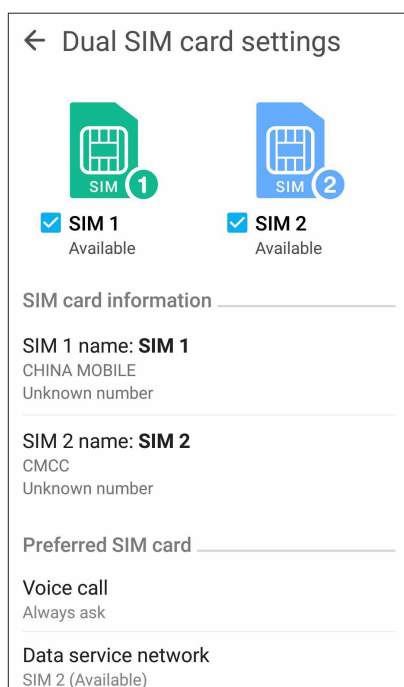 Dual SIM card settings
SIM 1
SIM 2
SIM 1
SIM 2
Available
Available
SIM card information
SIM 1 name: SIM 1
CHINA MOBILE
Unknown number
SIM 2 name: SIM 2
CMCC
Unknown number
Preferred SIM card
Voice call
Always ask
Data service network
SIM 2 (Available)